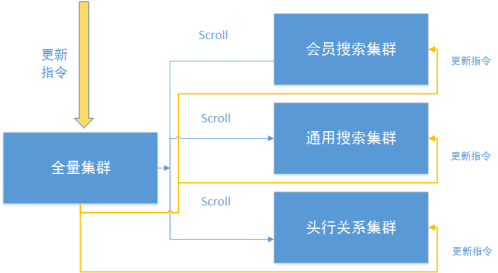 更新
指令
Scroll
会员搜索集群
更新指令
Scroll
通用搜索集群
更新指令
全量集群
Scroll
头行关系集群
更新指令